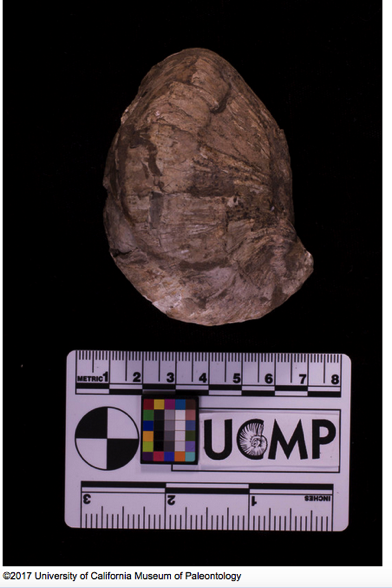 METRIC 1 2 3 4 5 6 7 8
UCMP
3 2 1 INCHES
©2017 University of California Museum of Paleontology